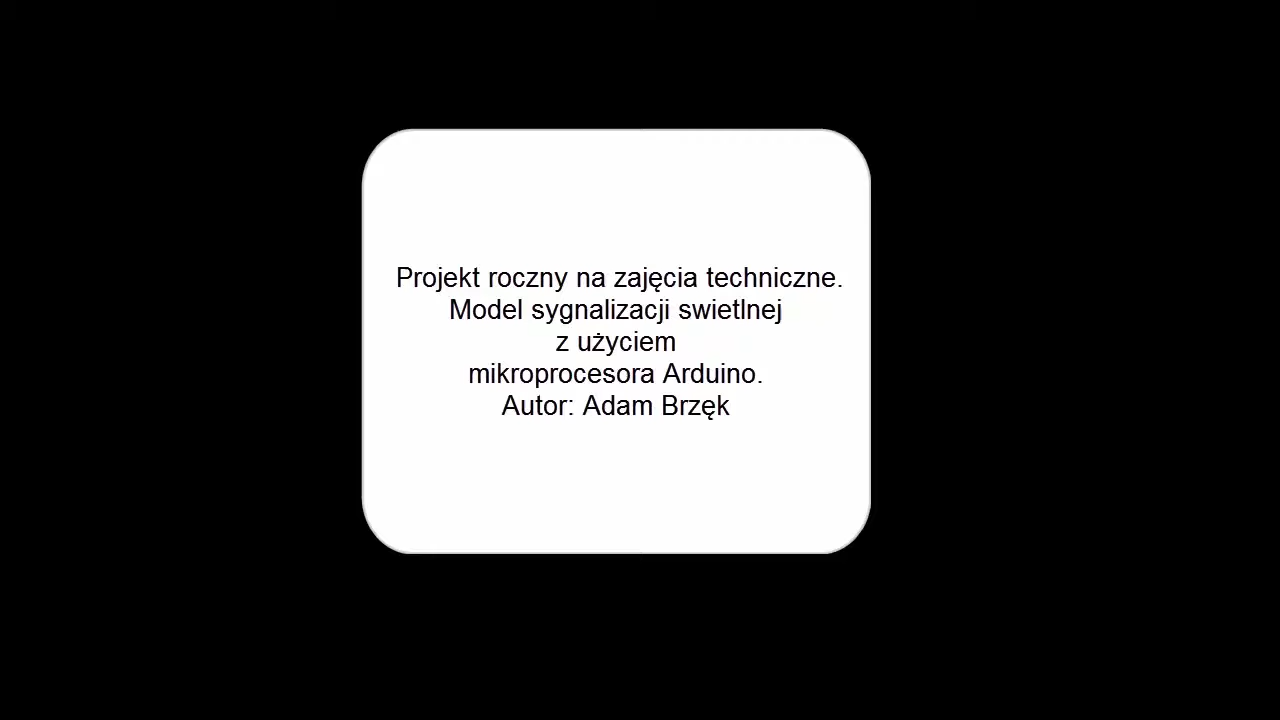 Projekt roczny na zajęcia techniczne.
Model sygnalizacji swietlnej
z użyciem
mikroprocesora Arduino.
Autor: Adam Brzęk